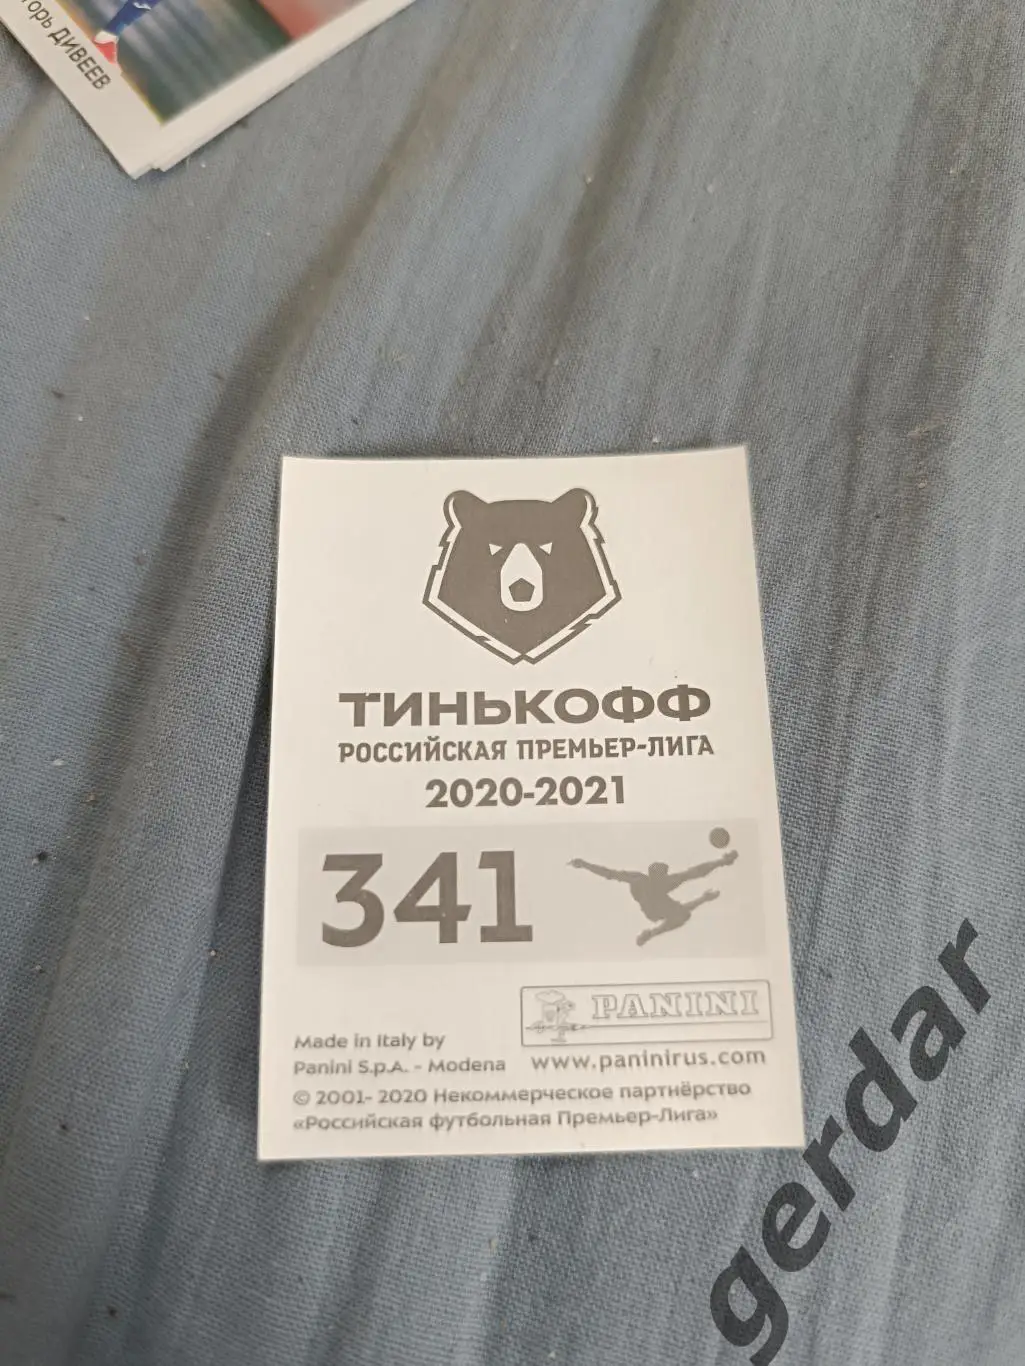 ДИВЕЕВ
ТИНЬКОФФ
РОССИЙСКАЯ ПРЕМЬЕР-ЛИГА
2020-2021
341
PANINI
Made in Italy by
Panini S.p.A. - Modena
www.paninirus.com
© 2001- 2020 Некоммерческое партнёрство
«Российская футбольная Премьер-Лига»
gerdar